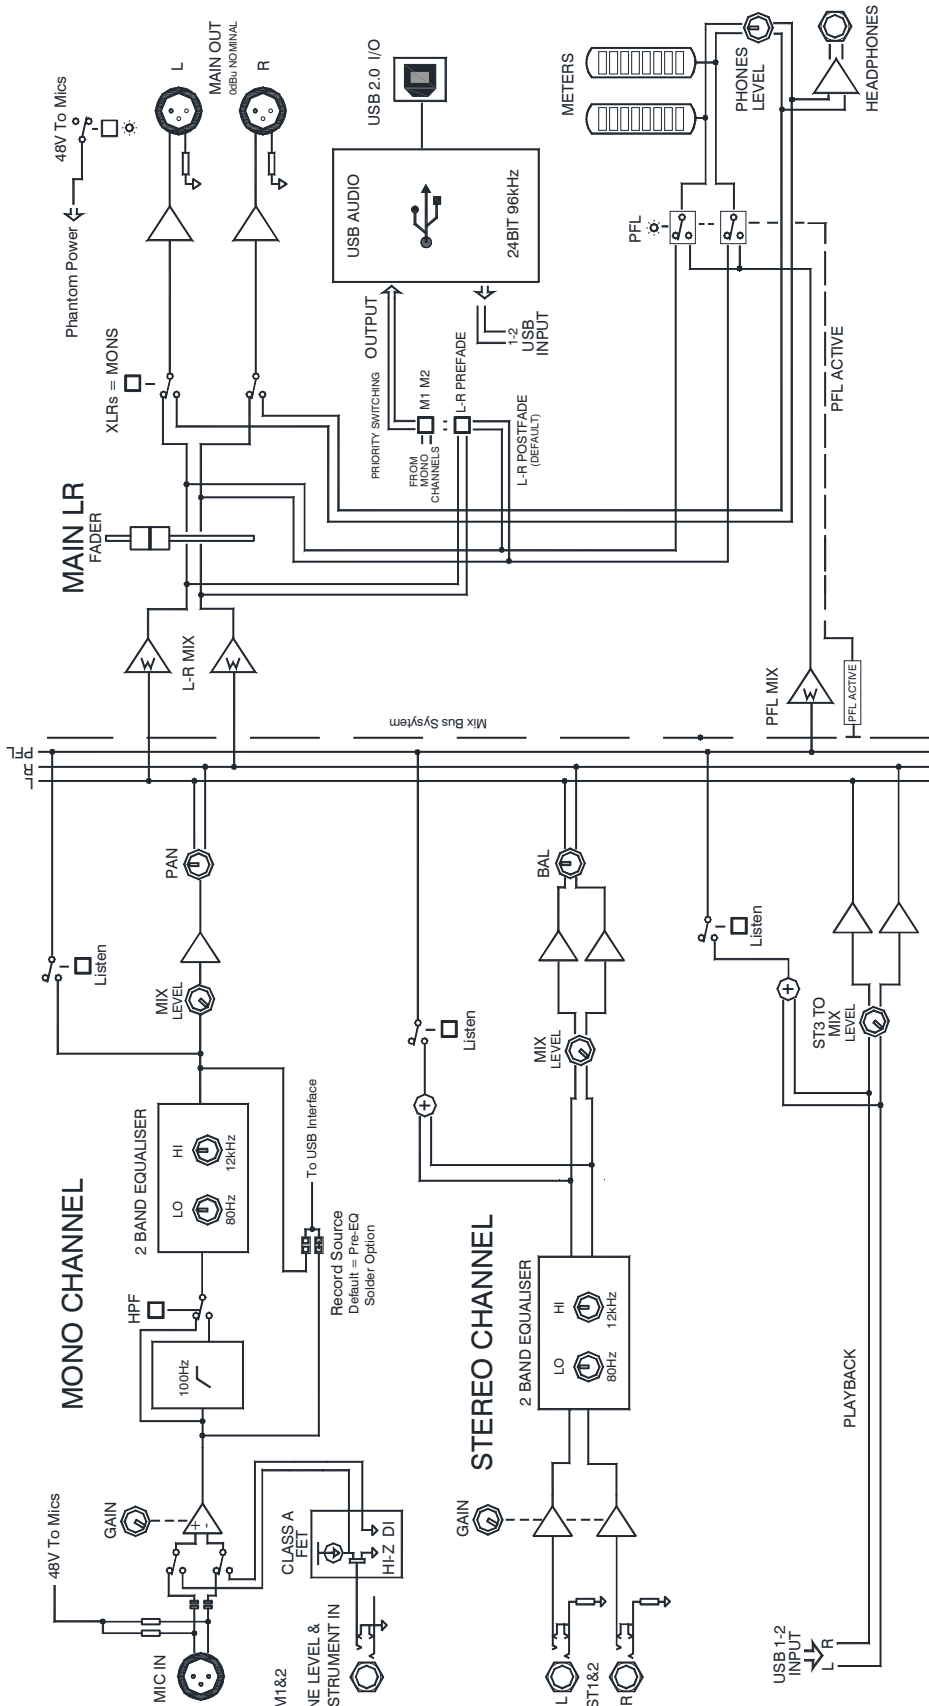 48V To Mics
Phantom Power
XLRs = MONS
L
R
MAIN OUT
0dBu NOMINAL
USB 2.0 I/O
USB AUDIO
24BIT 96kHz
OUTPUT
1-2
USB
INPUT
PRIORITY SWITCHING
M1 M2
FROM
MONO
CHANNELS
L-R PREFADE
L-R POSTFADE
(DEFAULT)
METERS
PHONES
LEVEL
HEADPHONES
PFL
PFL ACTIVE
MAIN LR
FADER
L-R MIX
PFL MIX
PFL ACTIVE
Mix Bus Sysytem
PFL
R
L
PAN
Listen
MIX
LEVEL
BAL
Listen
MIX
LEVEL
Listen
ST3 TO
MIX
LEVEL
MONO CHANNEL
2 BAND EQUALISER
LO
HI
80Hz
12kHz
HPF
100Hz
To USB Interface
Record Source
Default = Pre-EQ
Solder Option
48V To Mics
GAIN
+
-
MIC IN
CLASS A
FET
HI-Z DI
M1&2
NE LEVEL &
STRUMENT IN
STEREO CHANNEL
2 BAND EQUALISER
LO
HI
80Hz
12kHz
GAIN
L
ST1&2
R
PLAYBACK
USB 1-2
INPUT
L R